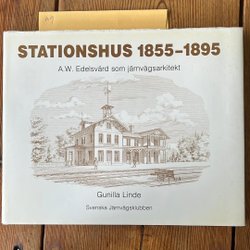 STATIONSHUS 1855–1895
A.W. Edelsvärd som järnvägsarkitekt
Gunilla Linde
Svenska Järnvägsklubben